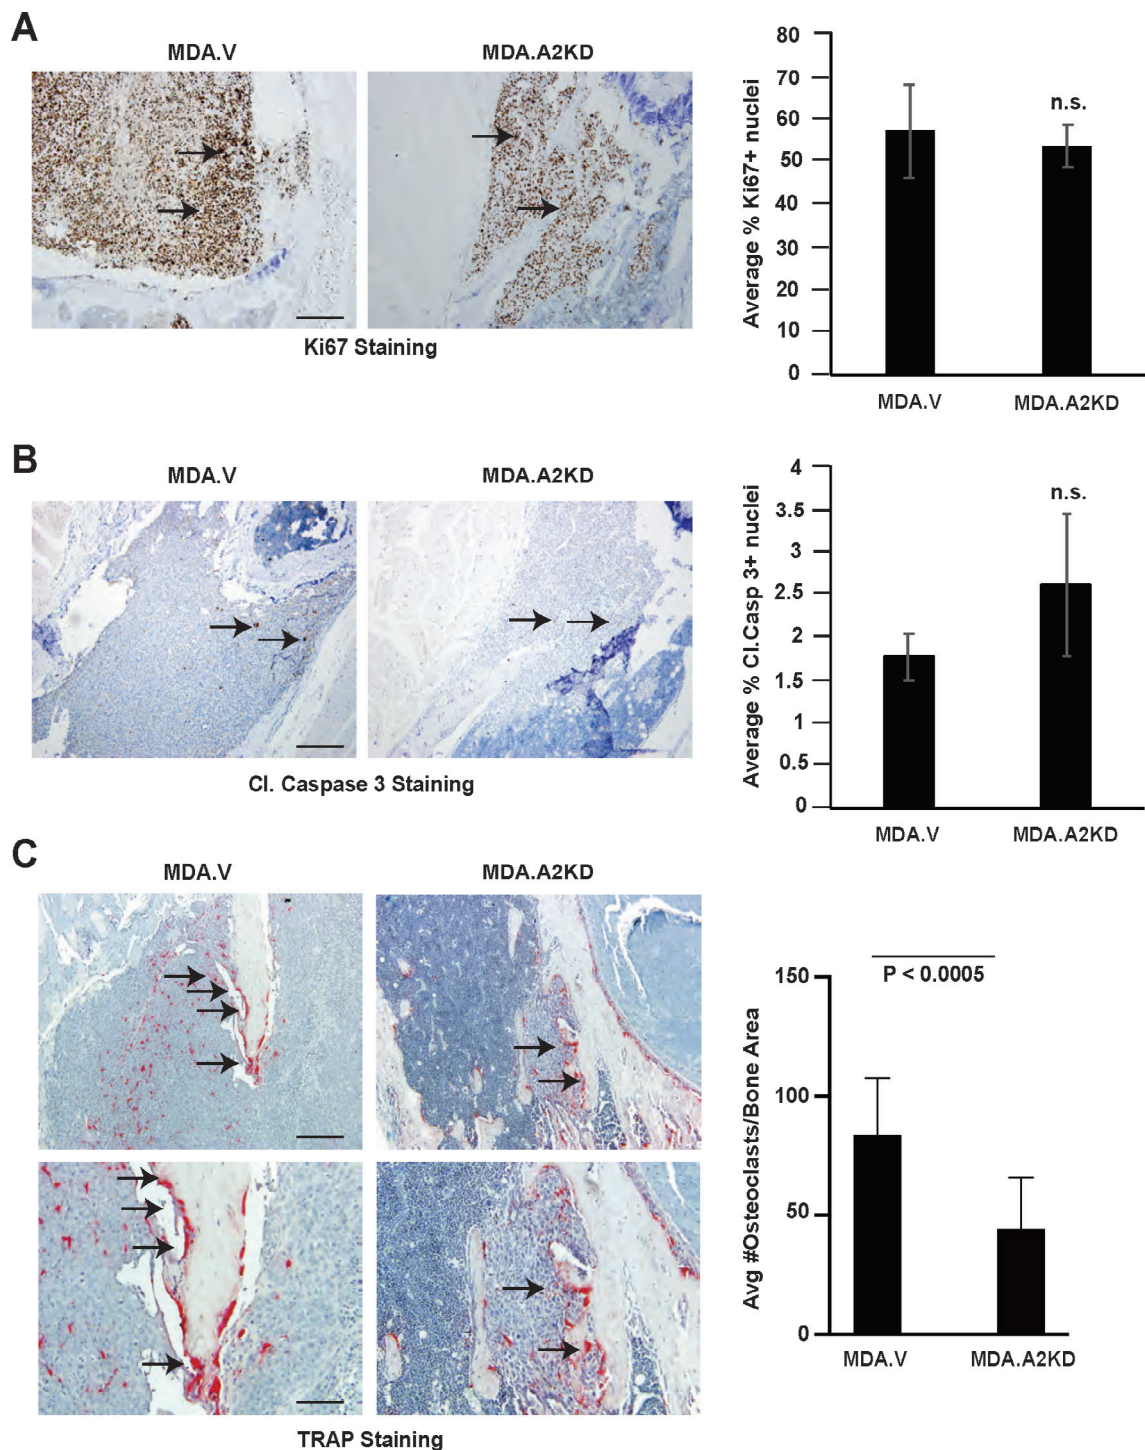 A
MDA.V
MDA.A2KD
Ki67 Staining
Average % Ki67+ nuclei
80
70
60
50
40
30
20
10
0
n.s.
MDA.V
MDA.A2KD
B
MDA.V
MDA.A2KD
Cl. Caspase 3 Staining
Average % Cl.Casp 3+ nuclei
4
3.5
3
2.5
2
1.5
1
0.5
0
n.s.
MDA.V
MDA.A2KD
C
MDA.V
MDA.A2KD
TRAP Staining
Avg #Osteoclasts/Bone Area
150
100
50
0
P < 0.0005
MDA.V
MDA.A2KD